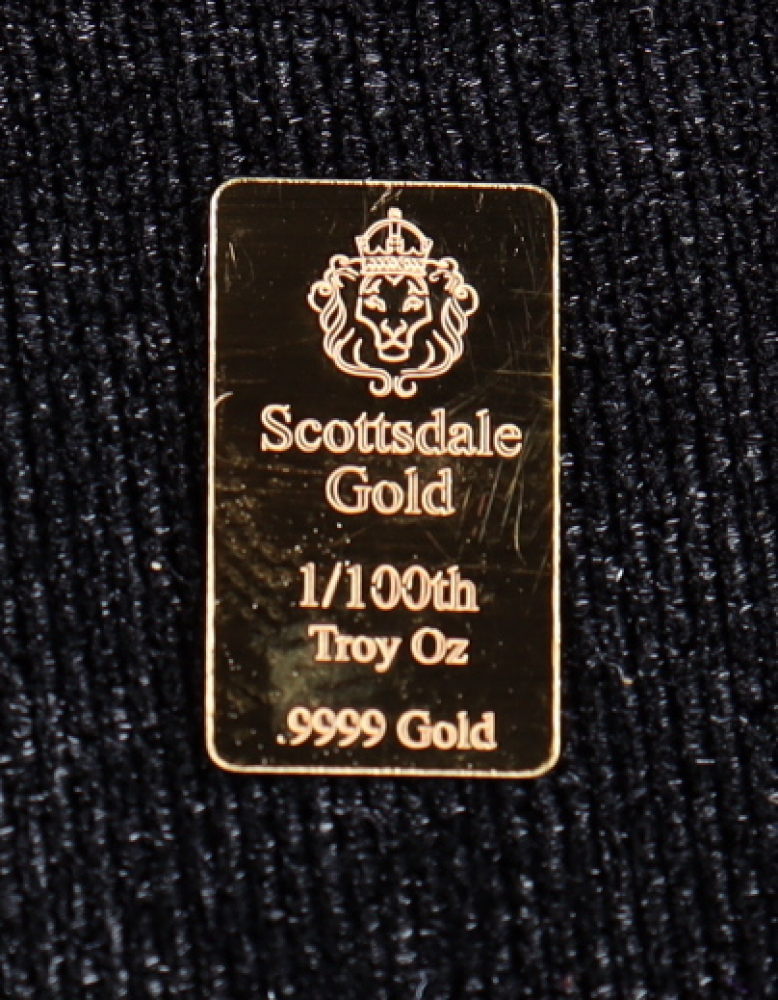 Scottsdale
Gold
1/100th
Troy Oz
.9999 Gold